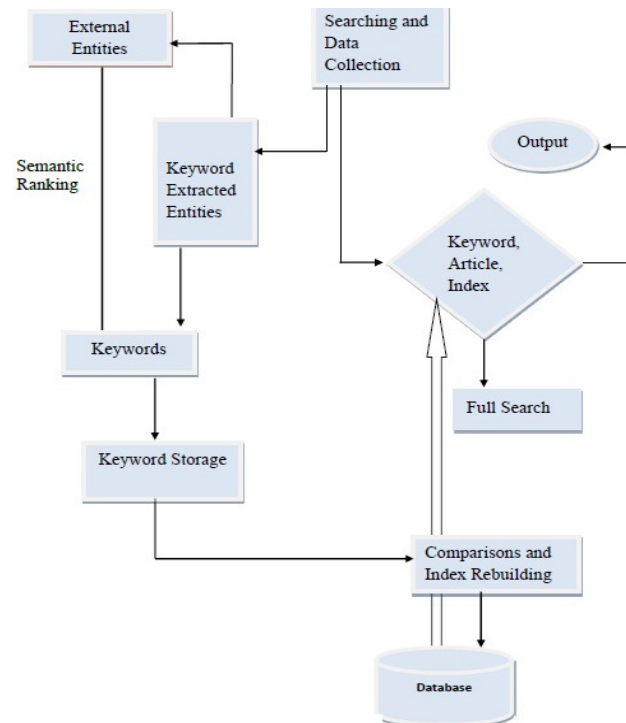 External
Entities
Searching and
Data
Collection
Semantic
Ranking
Keyword
Extracted
Entities
Output
Keyword,
Article,
Index
Keywords
Full Search
Keyword Storage
Comparisons and
Index Rebuilding
Database